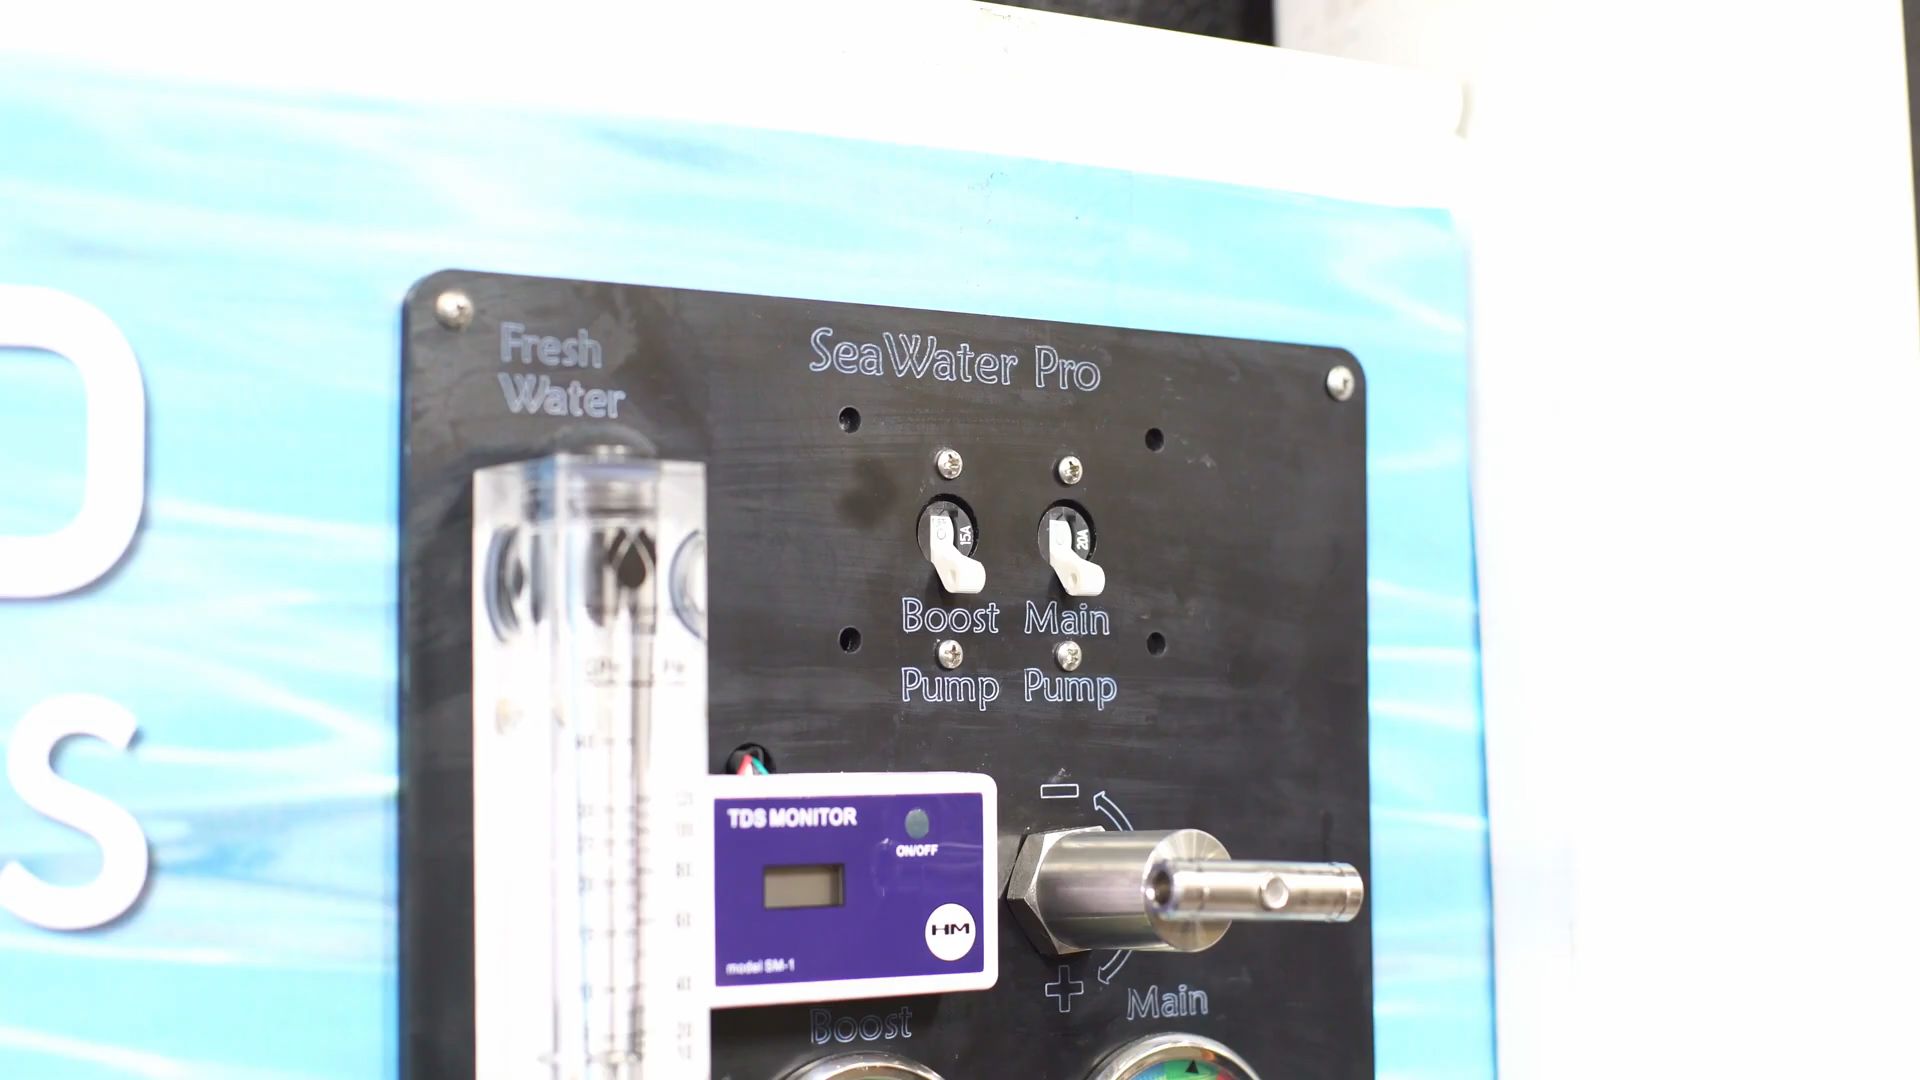 Fresh
Water
SeaWater Pro
15A
20A
Boost
Pump
Main
Pump
TDS MONITOR
ON/OFF
HM
model SM-1
Boost
Main
S